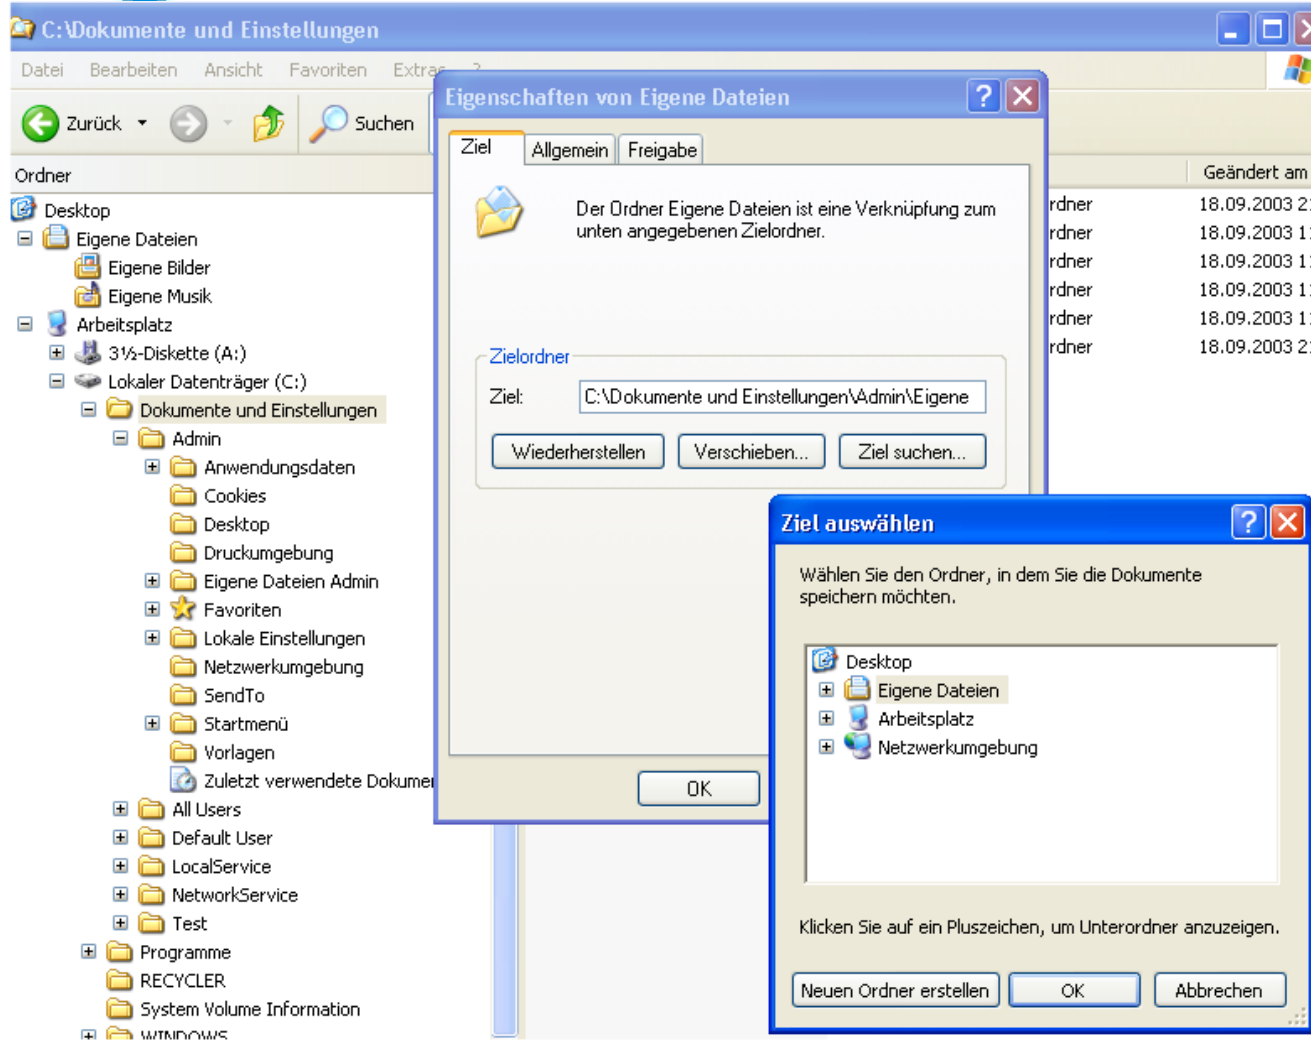 C:\Dokumente und Einstellungen
Datei Bearbeiten Ansicht Favoriten Extras ?
Zurück Suchen
Ordner
Desktop
Eigene Dateien
Eigene Bilder
Eigene Musik
Arbeitsplatz
3½-Diskette (A:)
Lokaler Datenträger (C:)
Dokumente und Einstellungen
Admin
Anwendungsdaten
Cookies
Desktop
Druckumgebung
Eigene Dateien Admin
Favoriten
Lokale Einstellungen
Netzwerkumgebung
SendTo
Startmenü
Vorlagen
Zuletzt verwendete Dokumen
All Users
Default User
LocalService
NetworkService
Test
Programme
RECYCLER
System Volume Information
WINDOWS
Eigenschaften von Eigene Dateien
Ziel Allgemein Freigabe
Der Ordner Eigene Dateien ist eine Verknüpfung zum
unten angegebenen Zielordner.
Zielordner
Ziel: C:\Dokumente und Einstellungen\Admin\Eigene
Wiederherstellen Verschieben... Ziel suchen...
OK
Geändert am
rdner 18.09.2003 2
rdner 18.09.2003 1
rdner 18.09.2003 1
rdner 18.09.2003 1
rdner 18.09.2003 1
rdner 18.09.2003 2
Ziel auswählen
Wählen Sie den Ordner, in dem Sie die Dokumente
speichern möchten.
Desktop
Eigene Dateien
Arbeitsplatz
Netzwerkumgebung
Klicken Sie auf ein Pluszeichen, um Unterordner anzuzeigen.
Neuen Ordner erstellen OK Abbrechen